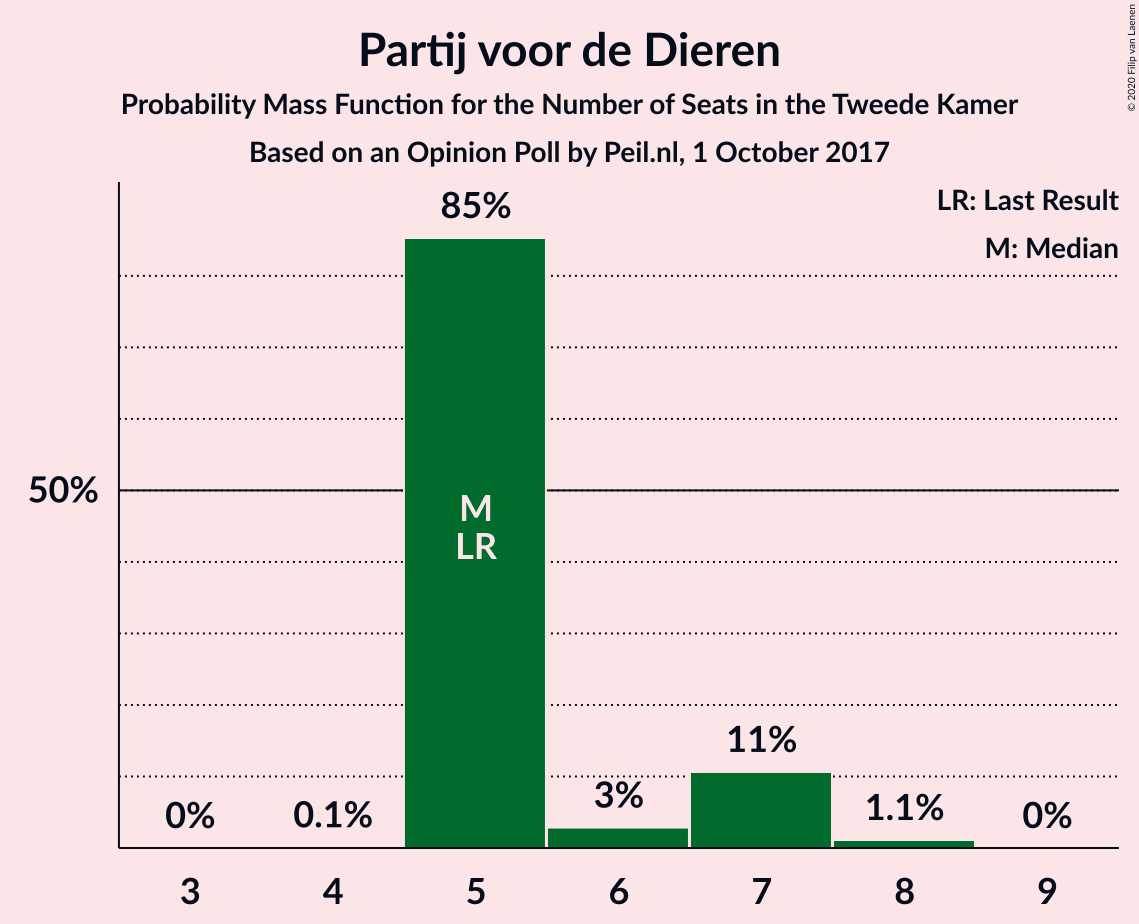 Partij voor de Dieren
Probability Mass Function for the Number of Seats in the Tweede Kamer
Based on an Opinion Poll by Peil.nl, 1 October 2017
© 2020 Filip van Laenen
LR: Last Result
M: Median
85%
50%
M
LR
11%
3%
0%
0.1%
1.1%
0%
3 4 5 6 7 8 9